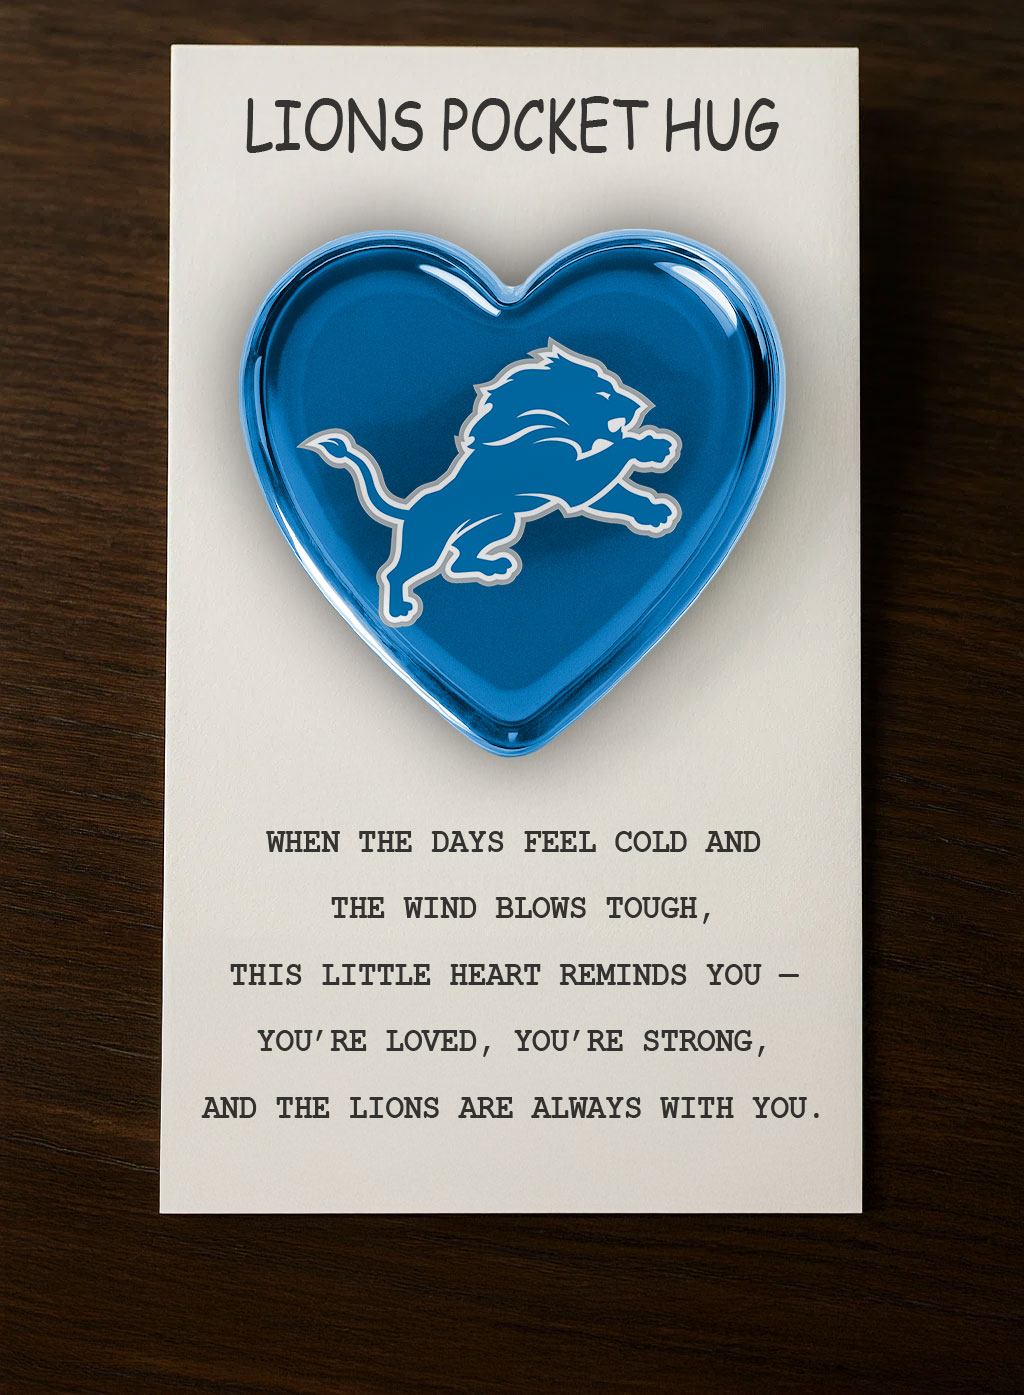 LIONS POCKET HUG
WHEN THE DAYS FEEL COLD AND
THE WIND BLOWS TOUGH,
THIS LITTLE HEART REMINDS YOU —
YOU’RE LOVED, YOU’RE STRONG,
AND THE LIONS ARE ALWAYS WITH YOU.